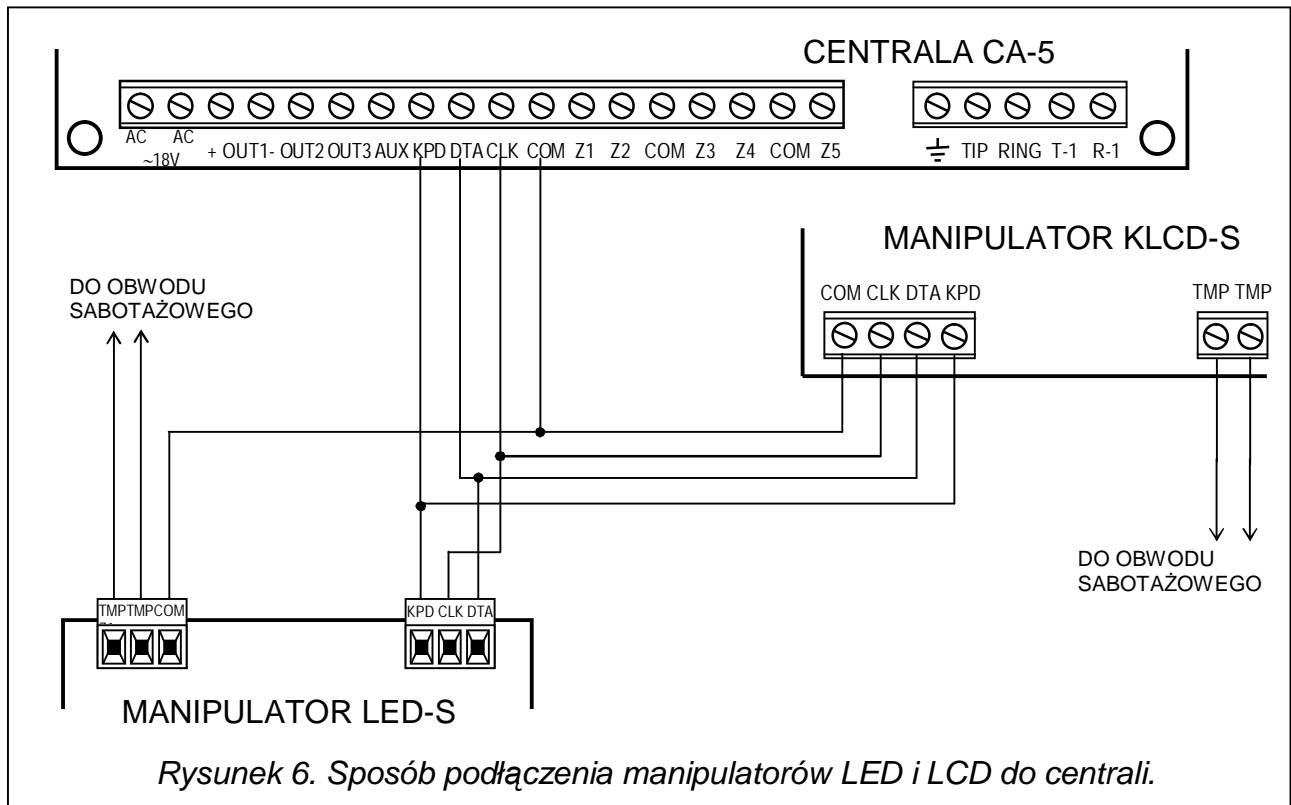 CENTRALA CA-5
AC AC
~18V
+ OUT1- OUT2 OUT3 AUX KPD DTA CLK COM Z1 Z2 COM Z3 Z4 COM Z5
TIP RING T-1 R-1
MANIPULATOR KLCD-S
COM CLK DTA KPD
TMP TMP
DO OBWODU
SABOTAŻOWEGO
DO OBWODU
SABOTAŻOWEGO
TMP TMP COM
KPD CLK DTA
MANIPULATOR LED-S
Rysunek 6. Sposób podłączenia manipulatorów LED i LCD do centrali.